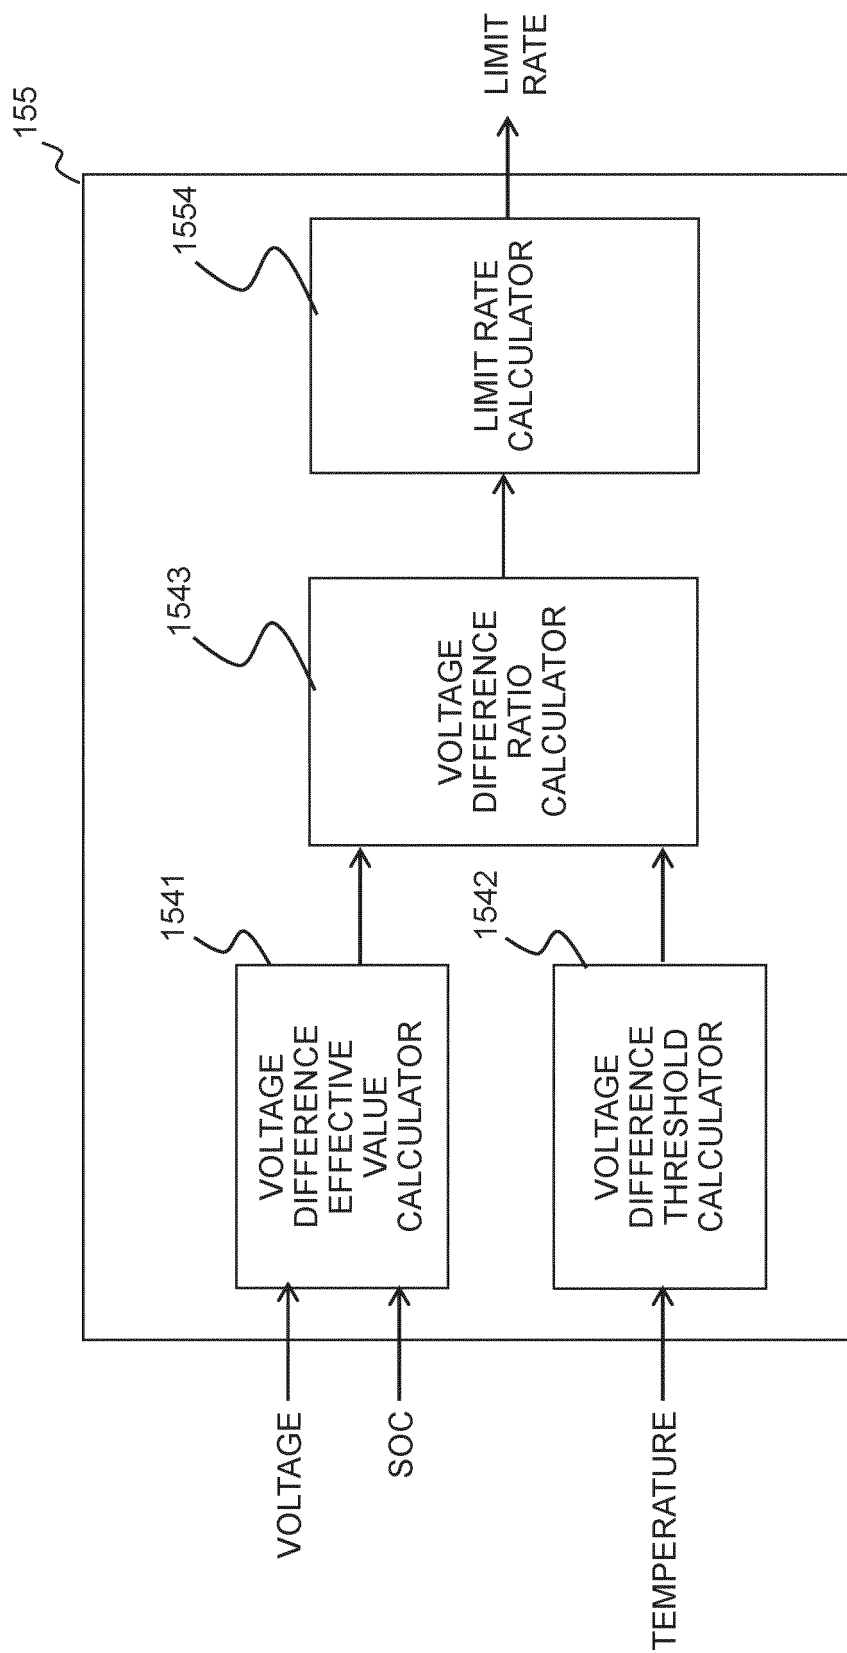 155
1554
LIMIT
RATE
LIMIT RATE
CALCULATOR
1543
VOLTAGE
DIFFERENCE
RATIO
CALCULATOR
1541
VOLTAGE
DIFFERENCE
EFFECTIVE
VALUE
CALCULATOR
1542
VOLTAGE
DIFFERENCE
THRESHOLD
CALCULATOR
VOLTAGE
SOC
TEMPERATURE